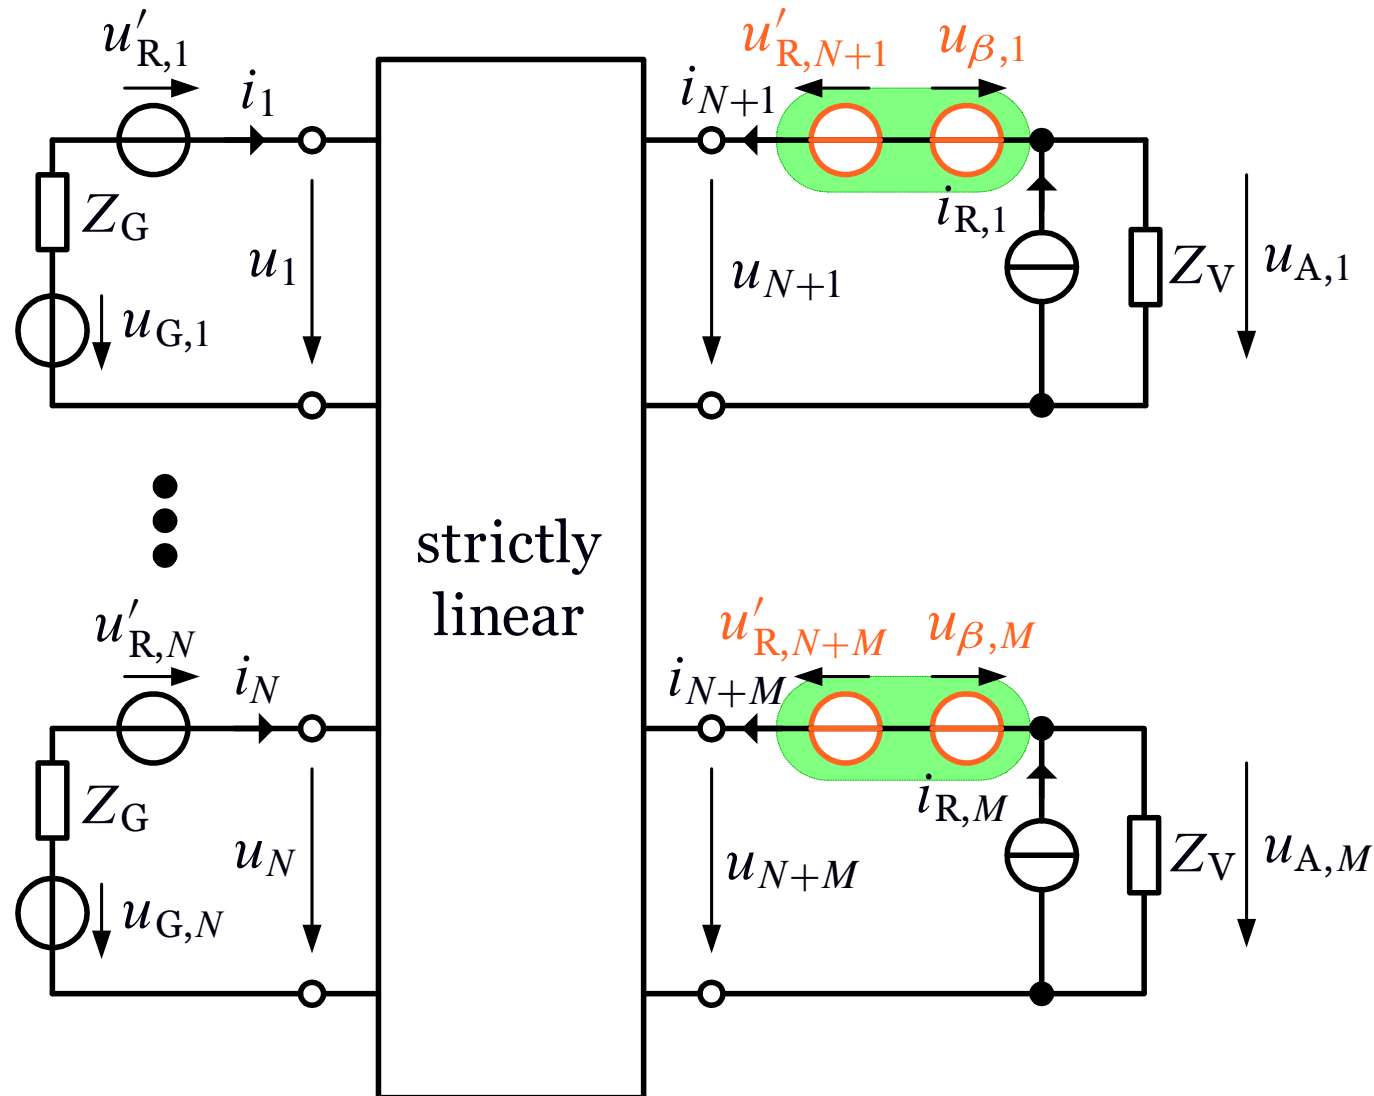 u′R,1
i1
ZG
u1
uG,1
u′R,N
iN
ZG
uN
uG,N
strictly
linear
u′R,N+1
uβ,1
iN+1
iR,1
uN+1
ZV
uA,1
u′R,N+M
uβ,M
iN+M
iR,M
uN+M
ZV
uA,M